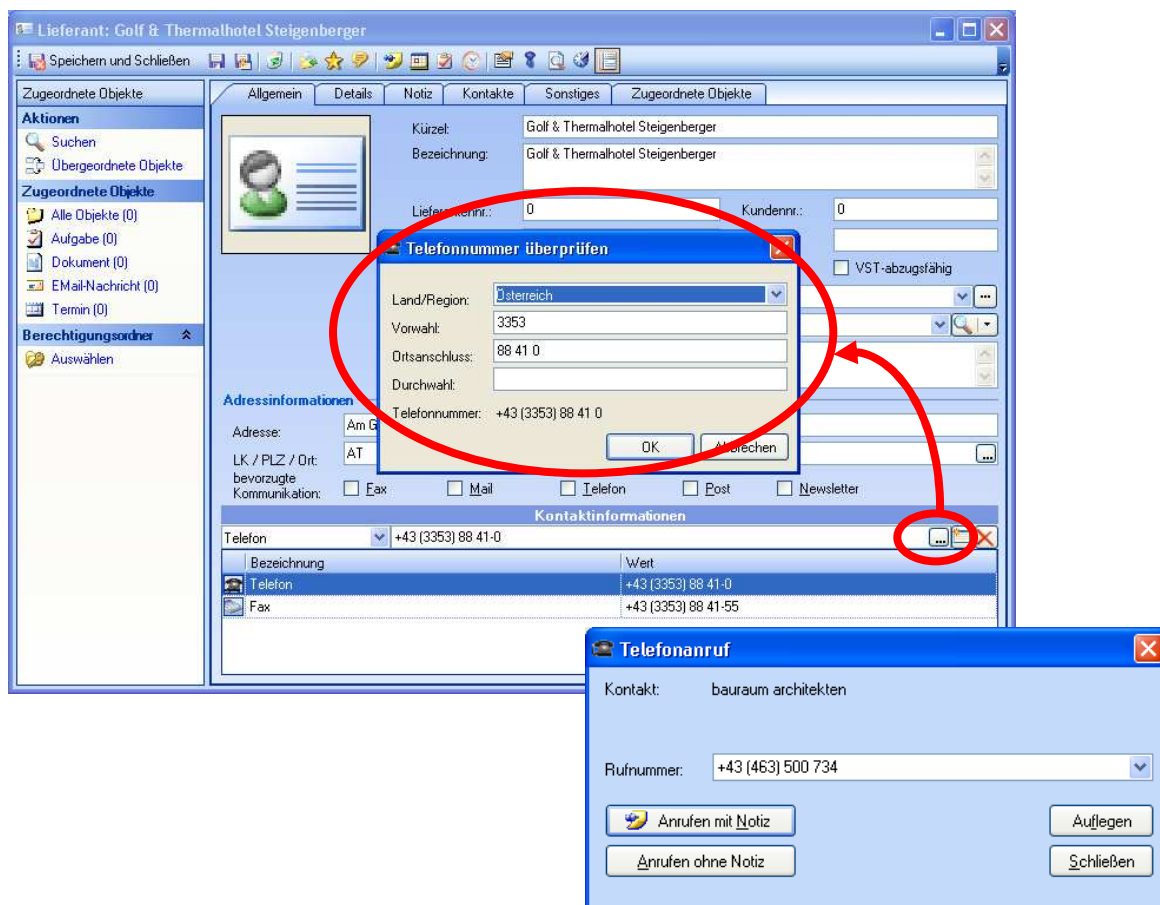 Lieferant: Golf & Thermalhotel Steigenberger
Speichern und Schließen
Zugeordnete Objekte
Aktionen
Suchen
Übergeordnete Objekte
Zugeordnete Objekte
Alle Objekte (0)
Aufgabe (0)
Dokument (0)
EMail-Nachricht (0)
Termin (0)
Berechtigungsordner
Auswählen
Allgemein Details Notiz Kontakte Sonstiges Zugeordnete Objekte
Kürzel: Golf & Thermalhotel Steigenberger
Bezeichnung: Golf & Thermalhotel Steigenberger
0 Kundennr.: 0
VST-abzugsfähig
Telefonnummer überprüfen
Land/Region: Österreich
Vorwahl: 3353
Ortsanschluss: 88 41 0
Durchwahl:
Telefonnummer: +43 (3353) 88 41 0
OK Abbrechen
Adressinformationen
Adresse: Am G
LK / PLZ / Ort: AT
bevorzugte
Kommunikation: Fax Mail Telefon Post Newsletter
Kontaktinformationen
Telefon +43 (3353) 88 41-0
Bezeichnung Wert
Telefon +43 (3353) 88 41-0
Fax +43 (3353) 88 41-55
Telefonanruf
Kontakt: bauraum architekten
Rufnummer: +43 (463) 500 734
Anrufen mit Notiz Auflegen
Anrufen ohne Notiz Schließen